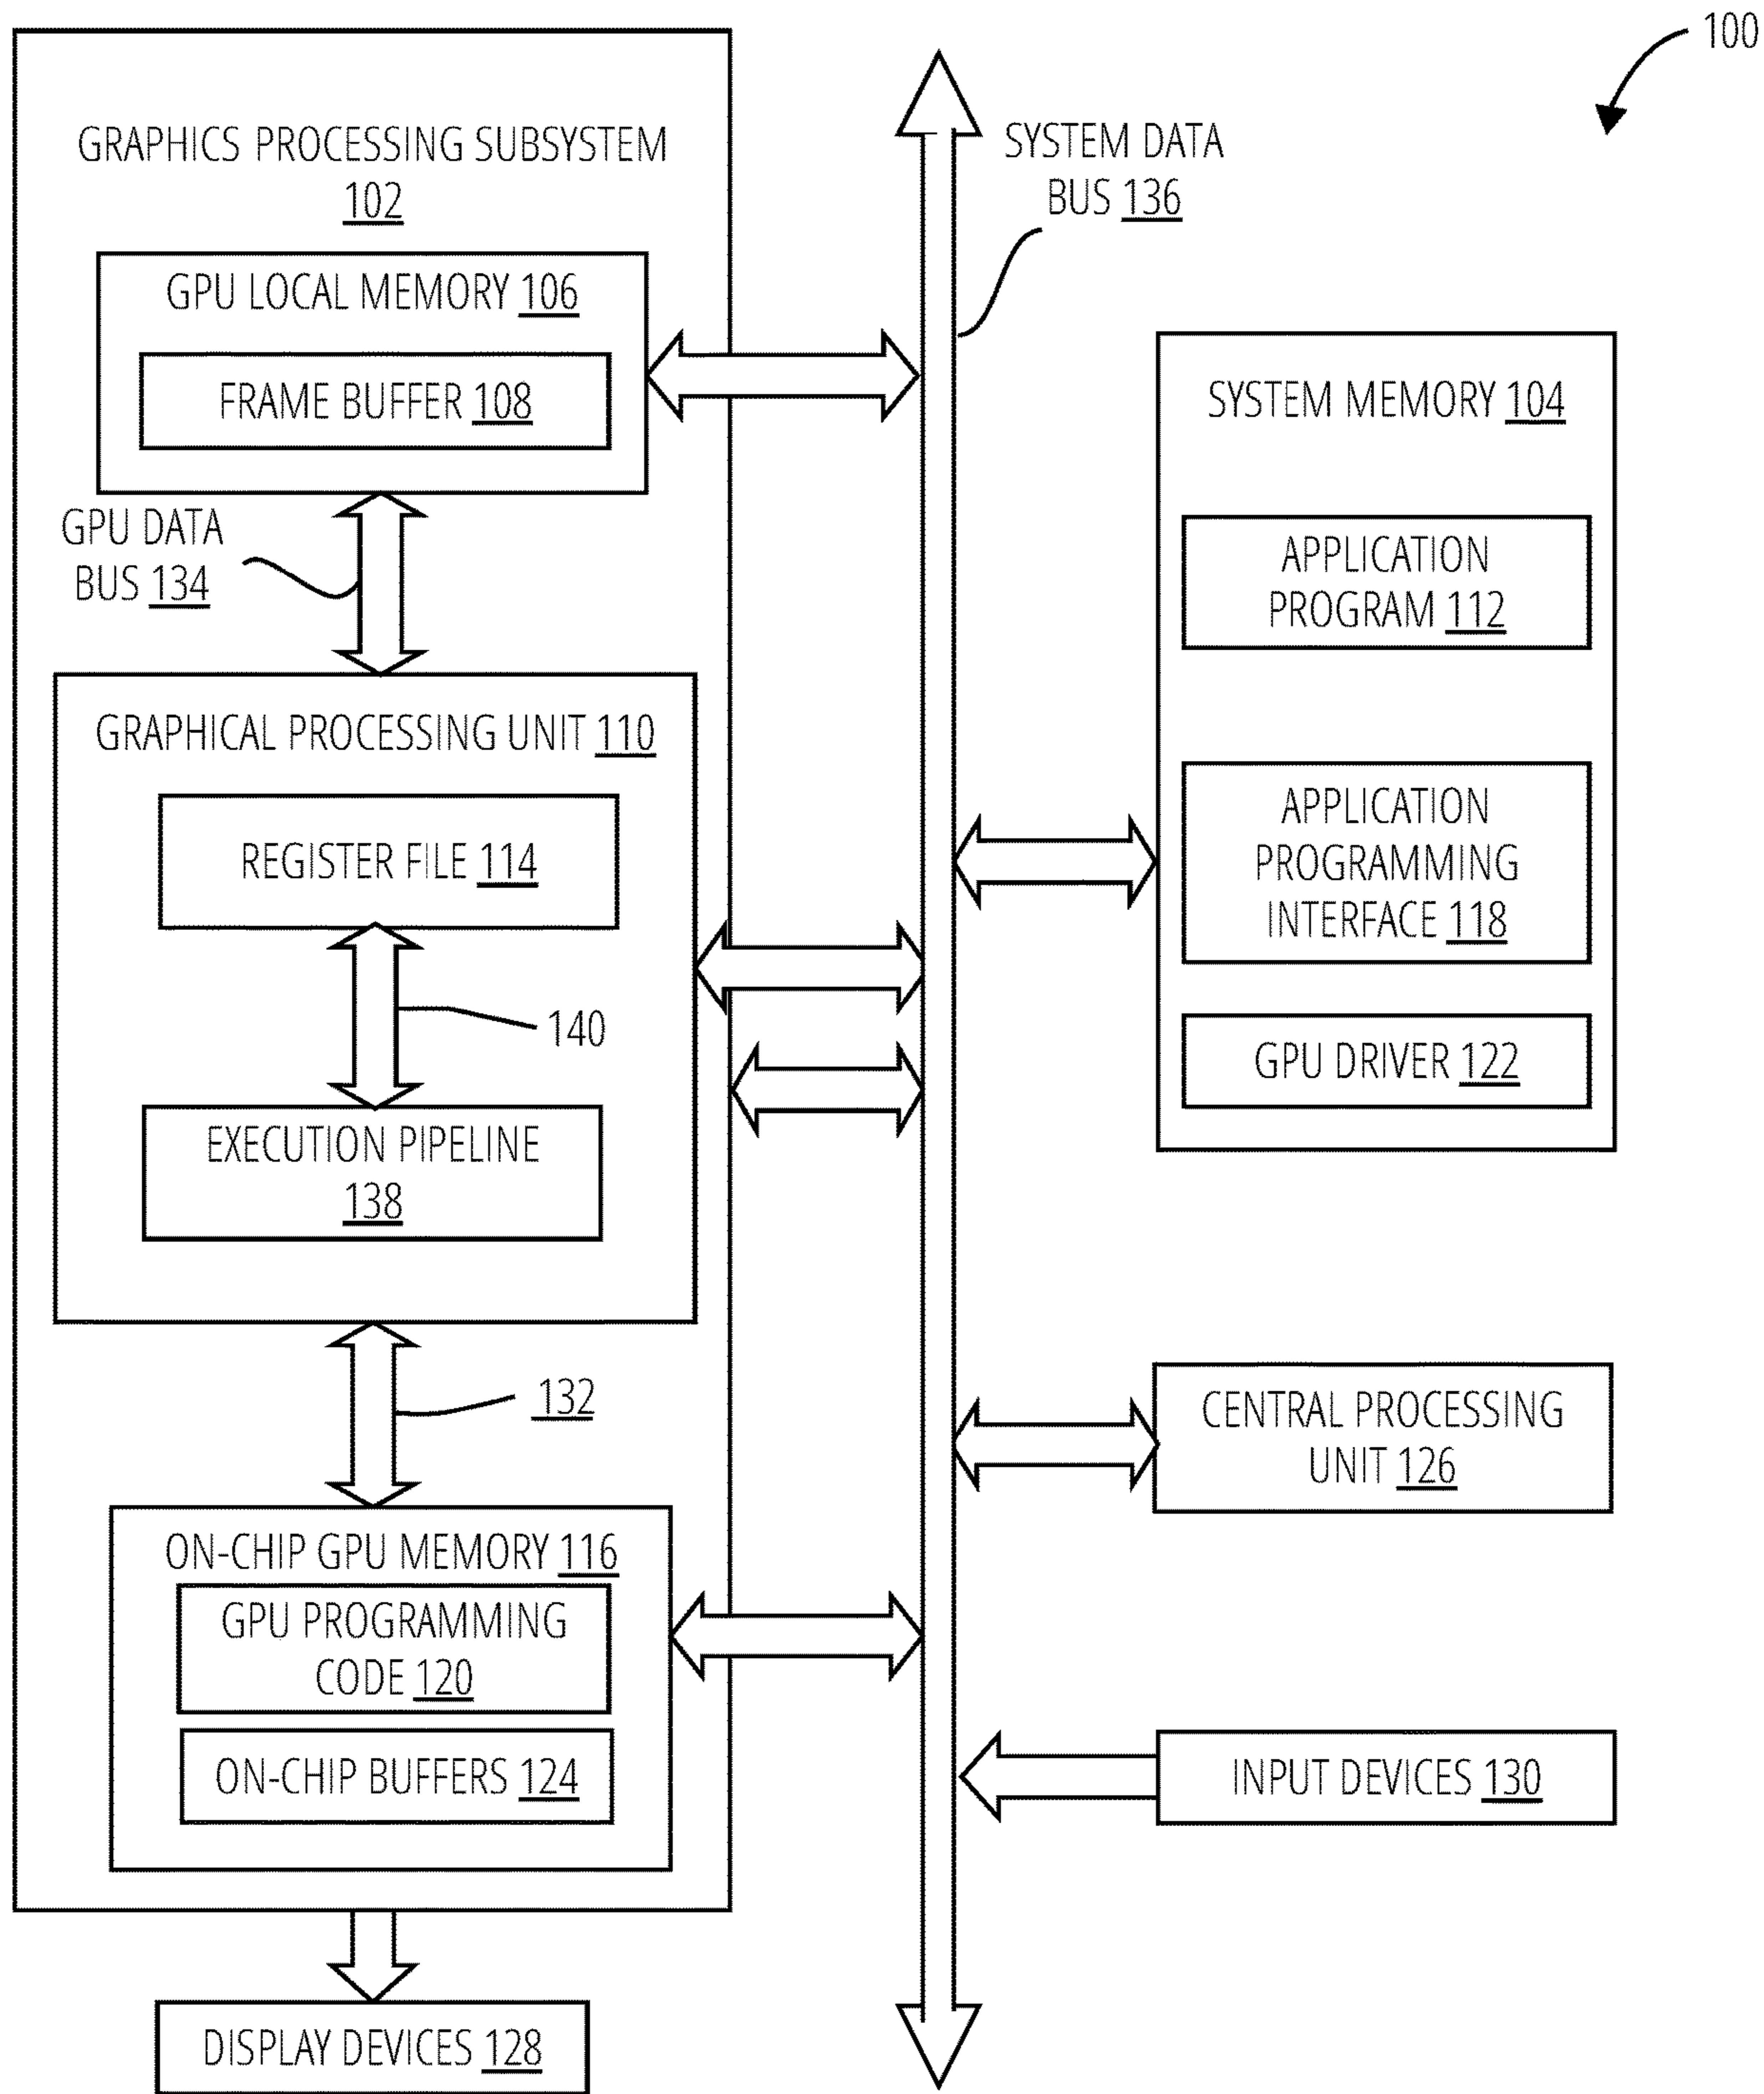 100
GRAPHICS PROCESSING SUBSYSTEM
102
GPU LOCAL MEMORY 106
FRAME BUFFER 108
GPU DATA
BUS 134
GRAPHICAL PROCESSING UNIT 110
REGISTER FILE 114
140
EXECUTION PIPELINE
138
132
ON-CHIP GPU MEMORY 116
GPU PROGRAMMING
CODE 120
ON-CHIP BUFFERS 124
DISPLAY DEVICES 128
SYSTEM DATA
BUS 136
SYSTEM MEMORY 104
APPLICATION
PROGRAM 112
APPLICATION
PROGRAMMING
INTERFACE 118
GPU DRIVER 122
CENTRAL PROCESSING
UNIT 126
INPUT DEVICES 130